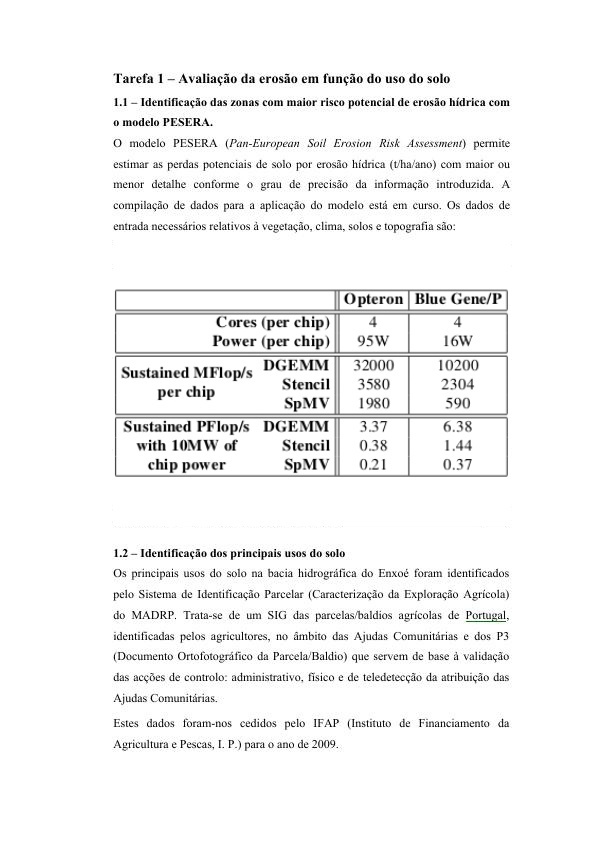 Tarefa 1 – Avaliação da erosão em função do uso do solo
1.1 – Identificação das zonas com maior risco potencial de erosão hídrica com
o modelo PESERA.
O modelo PESERA (Pan-European Soil Erosion Risk Assessment) permite
estimar as perdas potenciais de solo por erosão hídrica (t/ha/ano) com maior ou
menor detalhe conforme o grau de precisão da informação introduzida. A
compilação de dados para a aplicação do modelo está em curso. Os dados de
entrada necessários relativos à vegetação, clima, solos e topografia são:
Opteron Blue Gene/P
Cores (per chip) 4 4
Power (per chip) 95W 16W
Sustained MFlop/s per chip DGEMM 32000 10200
Stencil 3580 2304
SpMV 1980 590
Sustained PFlop/s with 10MW of chip power DGEMM 3.37 6.38
Stencil 0.38 1.44
SpMV 0.21 0.37
1.2 – Identificação dos principais usos do solo
Os principais usos do solo na bacia hidrográfica do Enxoé foram identificados
pelo Sistema de Identificação Parcelar (Caracterização da Exploração Agrícola)
do MADRP. Trata-se de um SIG das parcelas/baldios agrícolas de Portugal,
identificadas pelos agricultores, no âmbito das Ajudas Comunitárias e dos P3
(Documento Ortofotográfico da Parcela/Baldio) que servem de base à validação
das acções de controlo: administrativo, físico e de teledetecção da atribuição das
Ajudas Comunitárias.
Estes dados foram-nos cedidos pelo IFAP (Instituto de Financiamento da
Agricultura e Pescas, I. P.) para o ano de 2009.